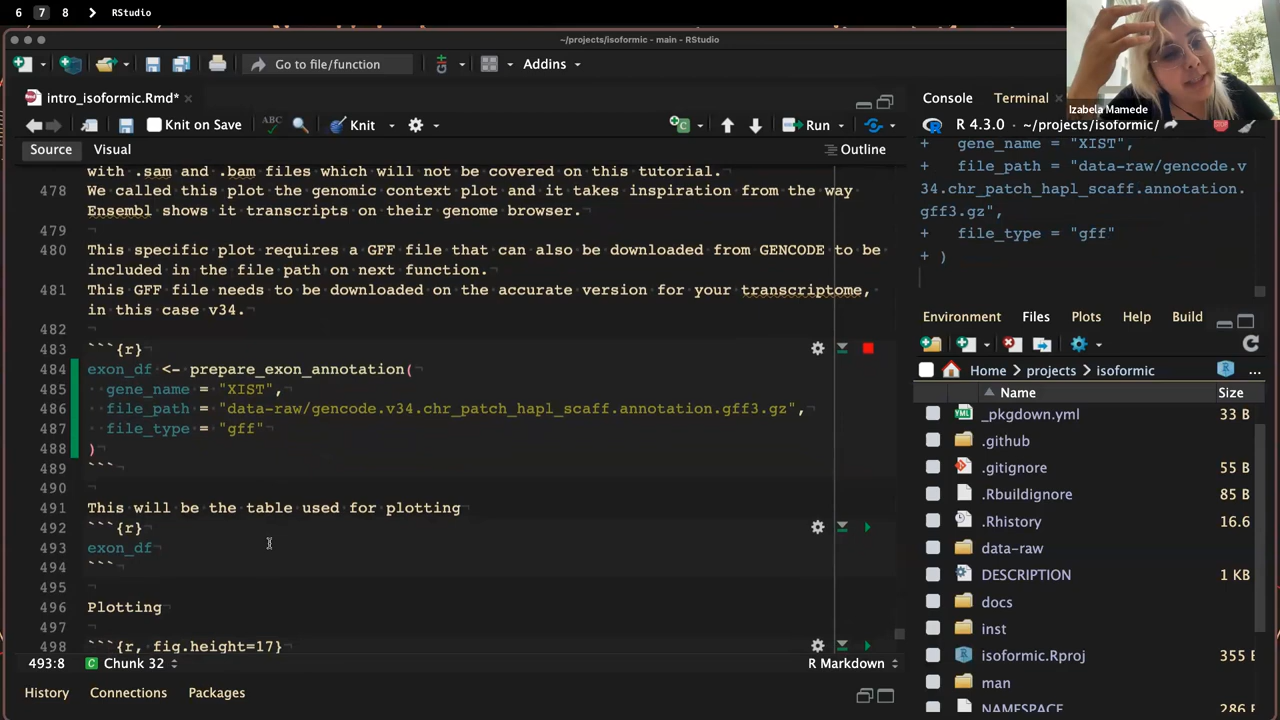 6 7 8 RStudio
~/projects/isoformic - main - RStudio
Go to file/function Addins
Izabela Mamede
intro_isoformic.Rmd*
Knit on Save ABC Knit Run
Source Visual Outline
with .sam and .bam files which will not be covered on this tutorial.
478 We called this plot the genomic context plot and it takes inspiration from the way
Ensembl shows it transcripts on their genome browser.
479
480 This specific plot requires a GFF file that can also be downloaded from GENCODE to be
included in the file path on next function.
481 This GFF file needs to be downloaded on the accurate version for your transcriptome,
in this case v34.
482
483 ```{r}
484 exon_df <- prepare_exon_annotation(
485 gene_name = "XIST",
486 file_path = "data-raw/gencode.v34.chr_patch_hapl_scaff.annotation.gff3.gz",
487 file_type = "gff"
488 )
489 ```
490
491 This will be the table used for plotting
492 ```{r}
493 exon_df
494 ```
495
496 Plotting
497
498 ```{r, fig.height=17}
493:8 Chunk 32 R Markdown
History Connections Packages
Console Terminal
R 4.3.0 · ~/projects/isoformic/
+ gene_name = "XIST",
+ file_path = "data-raw/gencode.v
34.chr_patch_hapl_scaff.annotation.
gff3.gz",
+ file_type = "gff"
+ )
Environment Files Plots Help Build
Home projects isoformic ...
Name Size
_pkgdown.yml 33 B
.github
.gitignore 55 B
.Rbuildignore 85 B
.Rhistory 16.6
data-raw
DESCRIPTION 1 KB
docs
inst
isoformic.Rproj 355 B
man
NAMESPACE 286 B